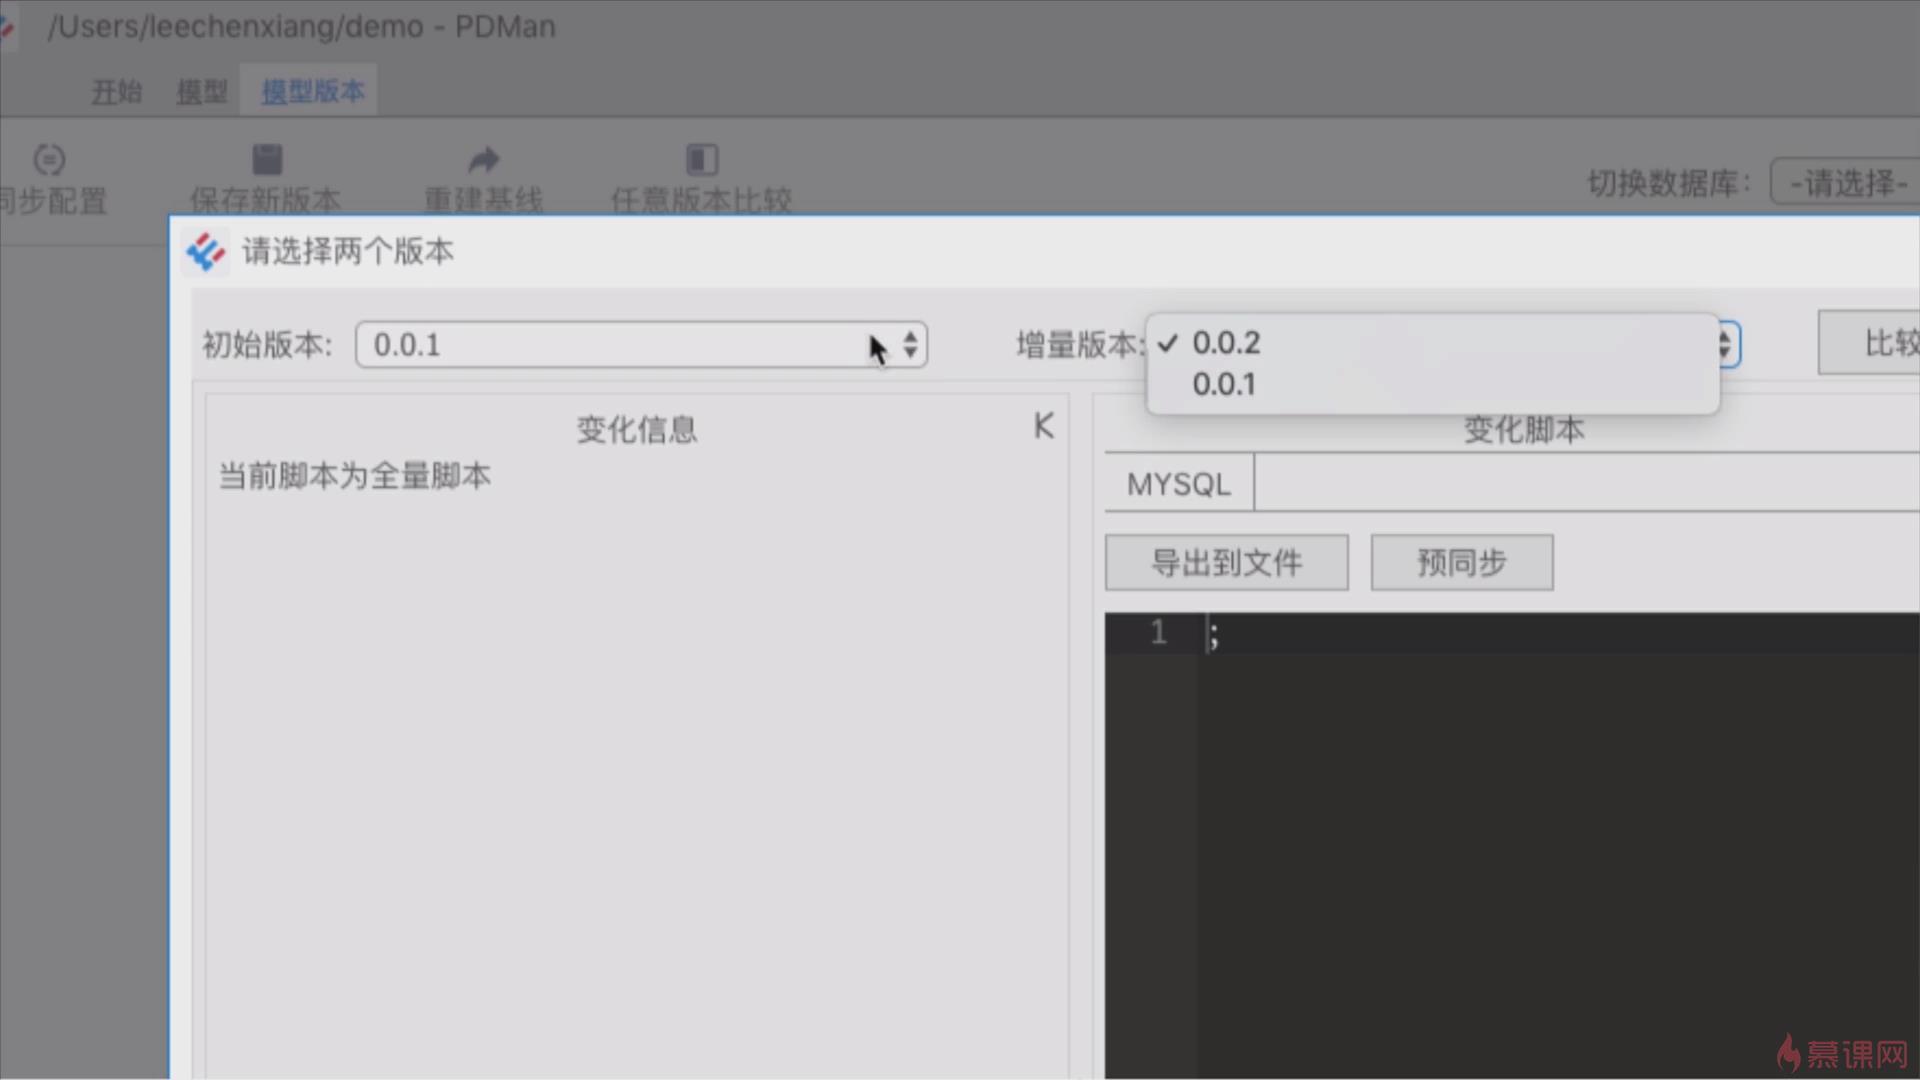 /Users/leechenxiang/demo - PDMan
开始 模型 模型版本
同步配置 保存新版本 重建基线 任意版本比较 切换数据库: -请选择-
请选择两个版本
初始版本: 0.0.1 增量版本: ✓ 0.0.2
0.0.1
比较
变化信息
变化脚本
当前脚本为全量脚本
MYSQL
导出到文件 预同步
1 ;
慕课网